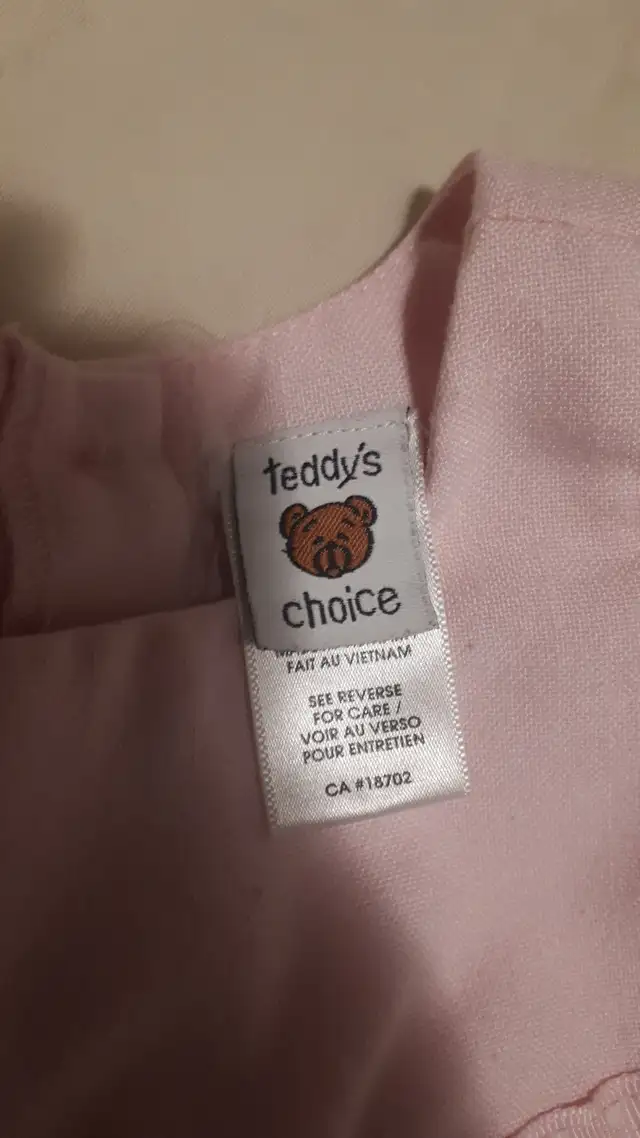 teddy's
choice
FAIT AU VIETNAM
SEE REVERSE
FOR CARE /
VOIR AU VERSO
POUR ENTRETIEN
CA #18702